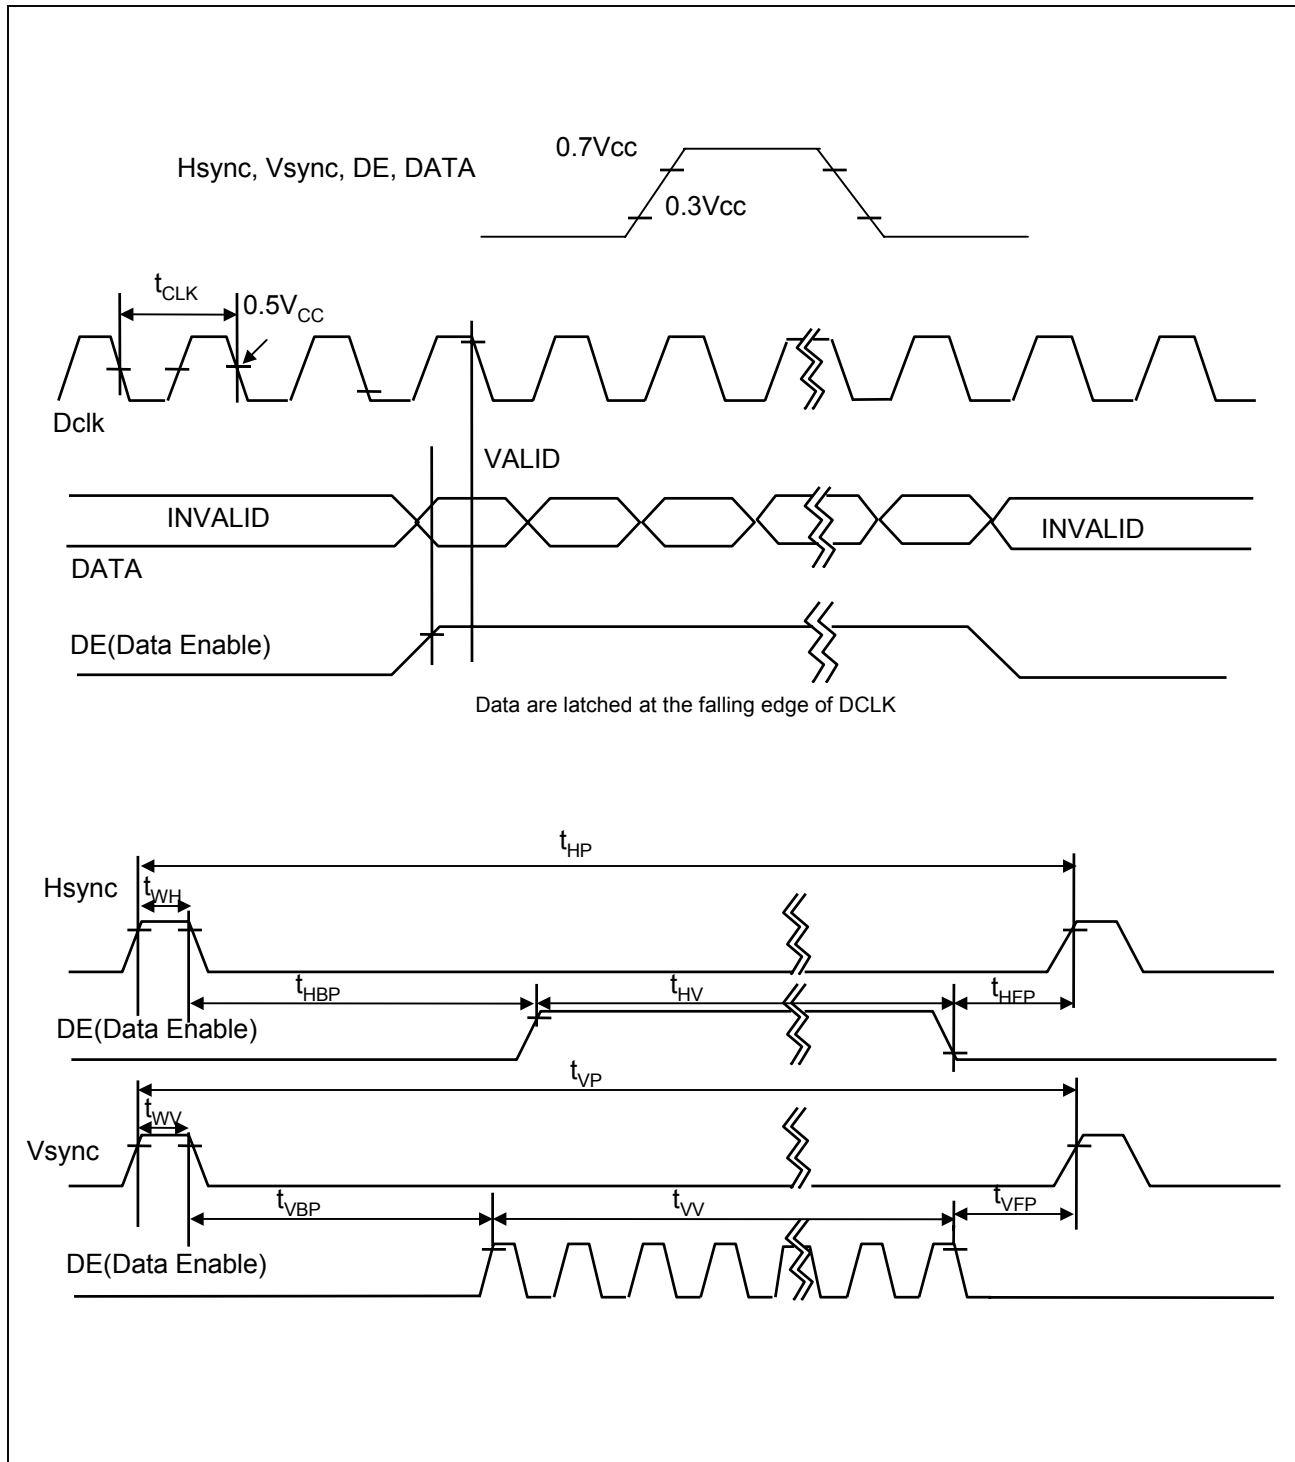 0.7Vcc
Hsync, Vsync, DE, DATA
0.3Vcc
tCLK
0.5VCC
Dclk
VALID
INVALID
INVALID
DATA
DE(Data Enable)
Data are latched at the falling edge of DCLK
tHP
Hsync
tWH
tHBP
tHV
tHFP
DE(Data Enable)
tVP
tWV
Vsync
tVBP
tVV
tVFP
DE(Data Enable)